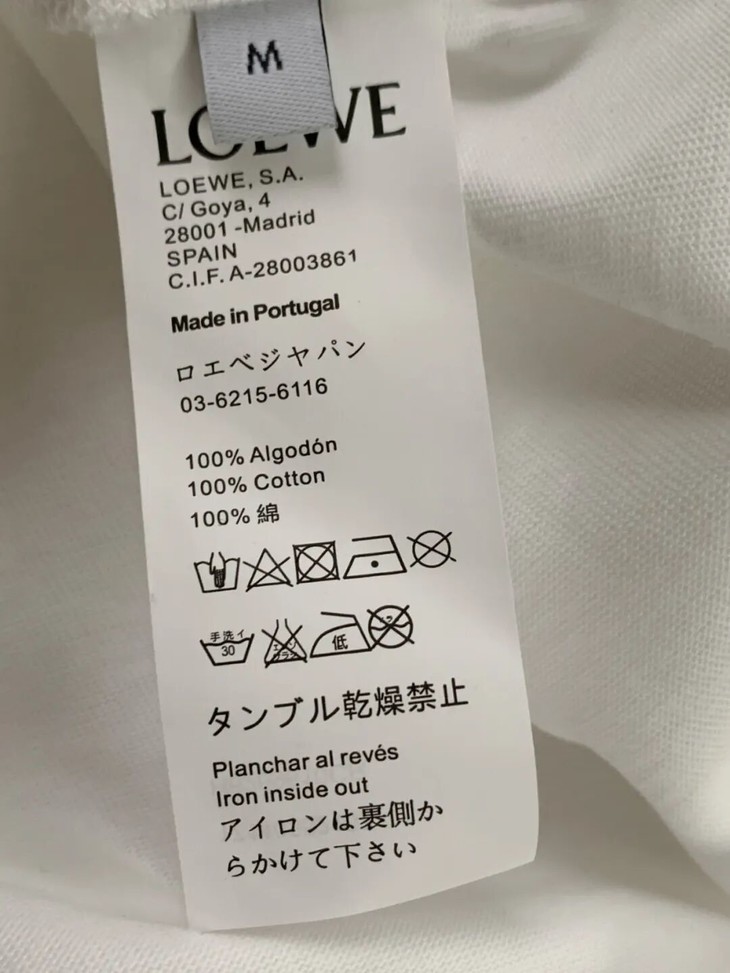 M
LOEWE
LOEWE, S.A.
C/ Goya, 4
28001 -Madrid
SPAIN
C.I.F. A-28003861
Made in Portugal
ロエベジヤパン
03-6215-6116
100% Algodón
100% Cotton
100% 綿
手洗イ
30
低
タンブル乾燥禁止
Planchar al revés
Iron inside out
アイロンは裏側か
らかけて下さい